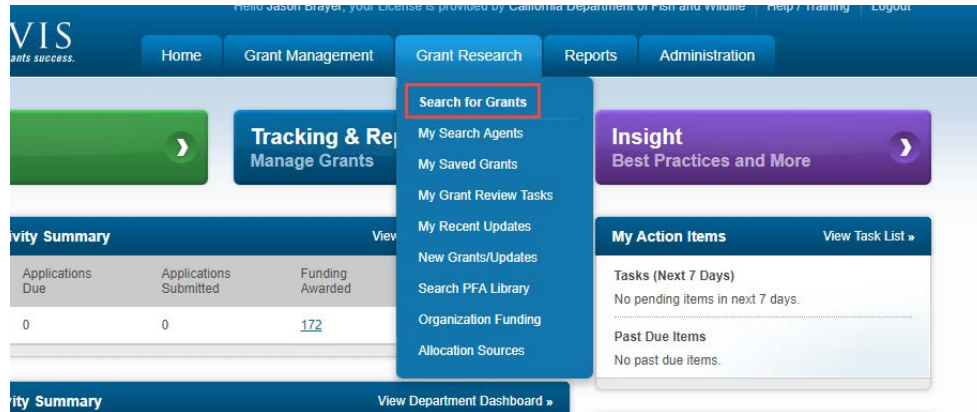 Hello Jason Brayer, your License is provided by California Department of Fish and Wildlife Help / Training Logout
VIS
ants success.
Home Grant Management Grant Research Reports Administration
Search for Grants
My Search Agents
My Saved Grants
My Grant Review Tasks
My Recent Updates
New Grants/Updates
Search PFA Library
Organization Funding
Allocation Sources
Tracking & Re
Manage Grants
Insight
Best Practices and More
ivity Summary View
Applications Due
Applications Submitted
Funding Awarded
0 0 172
My Action Items View Task List »
Tasks (Next 7 Days)
No pending items in next 7 days.
Past Due Items
No past due items.
ivity Summary View Department Dashboard »